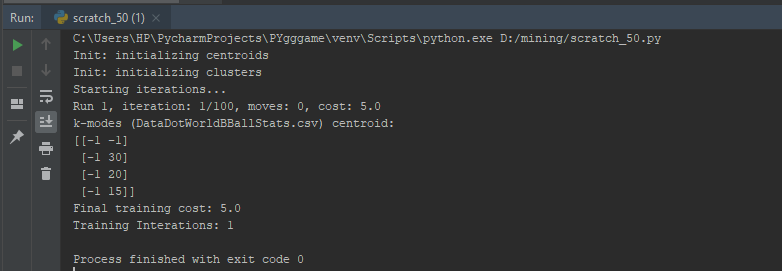 Run:
scratch_50 (1)
C:\Users\HP\PycharmProjects\PYgggame\venv\Scripts\python.exe D:/mining/scratch_50.py
Init: initializing centroids
Init: initializing clusters
Starting iterations...
Run 1, iteration: 1/100, moves: 0, cost: 5.0
k-modes (DataDotWorldBBallStats.csv) centroid:
[[-1 -1]
 [-1 30]
 [-1 20]
 [-1 15]]
Final training cost: 5.0
Training Interations: 1
Process finished with exit code 0